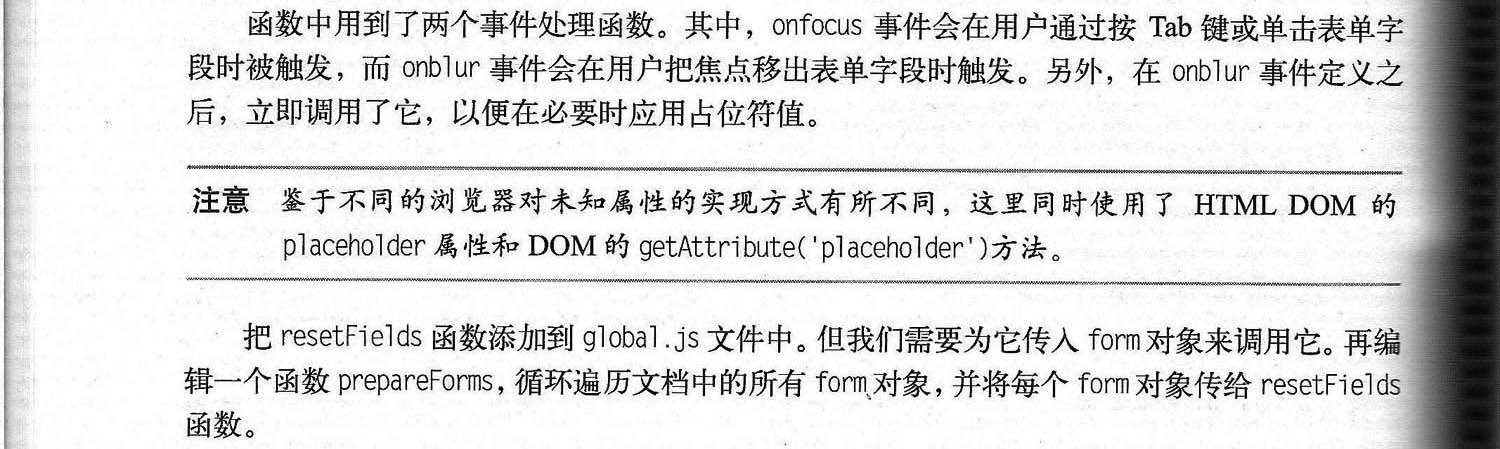 函数中用到了两个事件处理函数。其中，onfocus 事件会在用户通过按 Tab 键或单击表单字
段时被触发，而 onblur 事件会在用户把焦点移出表单字段时触发。另外，在 onblur 事件定义之
后，立即调用了它，以便在必要时应用占位符值。
注意 鉴于不同的浏览器对未知属性的实现方式有所不同，这里同时使用了 HTML DOM 的
placeholder 属性和 DOM 的 getAttribute('placeholder')方法。
把 resetFields 函数添加到 global.js 文件中。但我们需要为它传入 form 对象来调用它。再编
辑一个函数 prepareForms，循环遍历文档中的所有 form 对象，并将每个 form 对象传给 resetFields
函数。